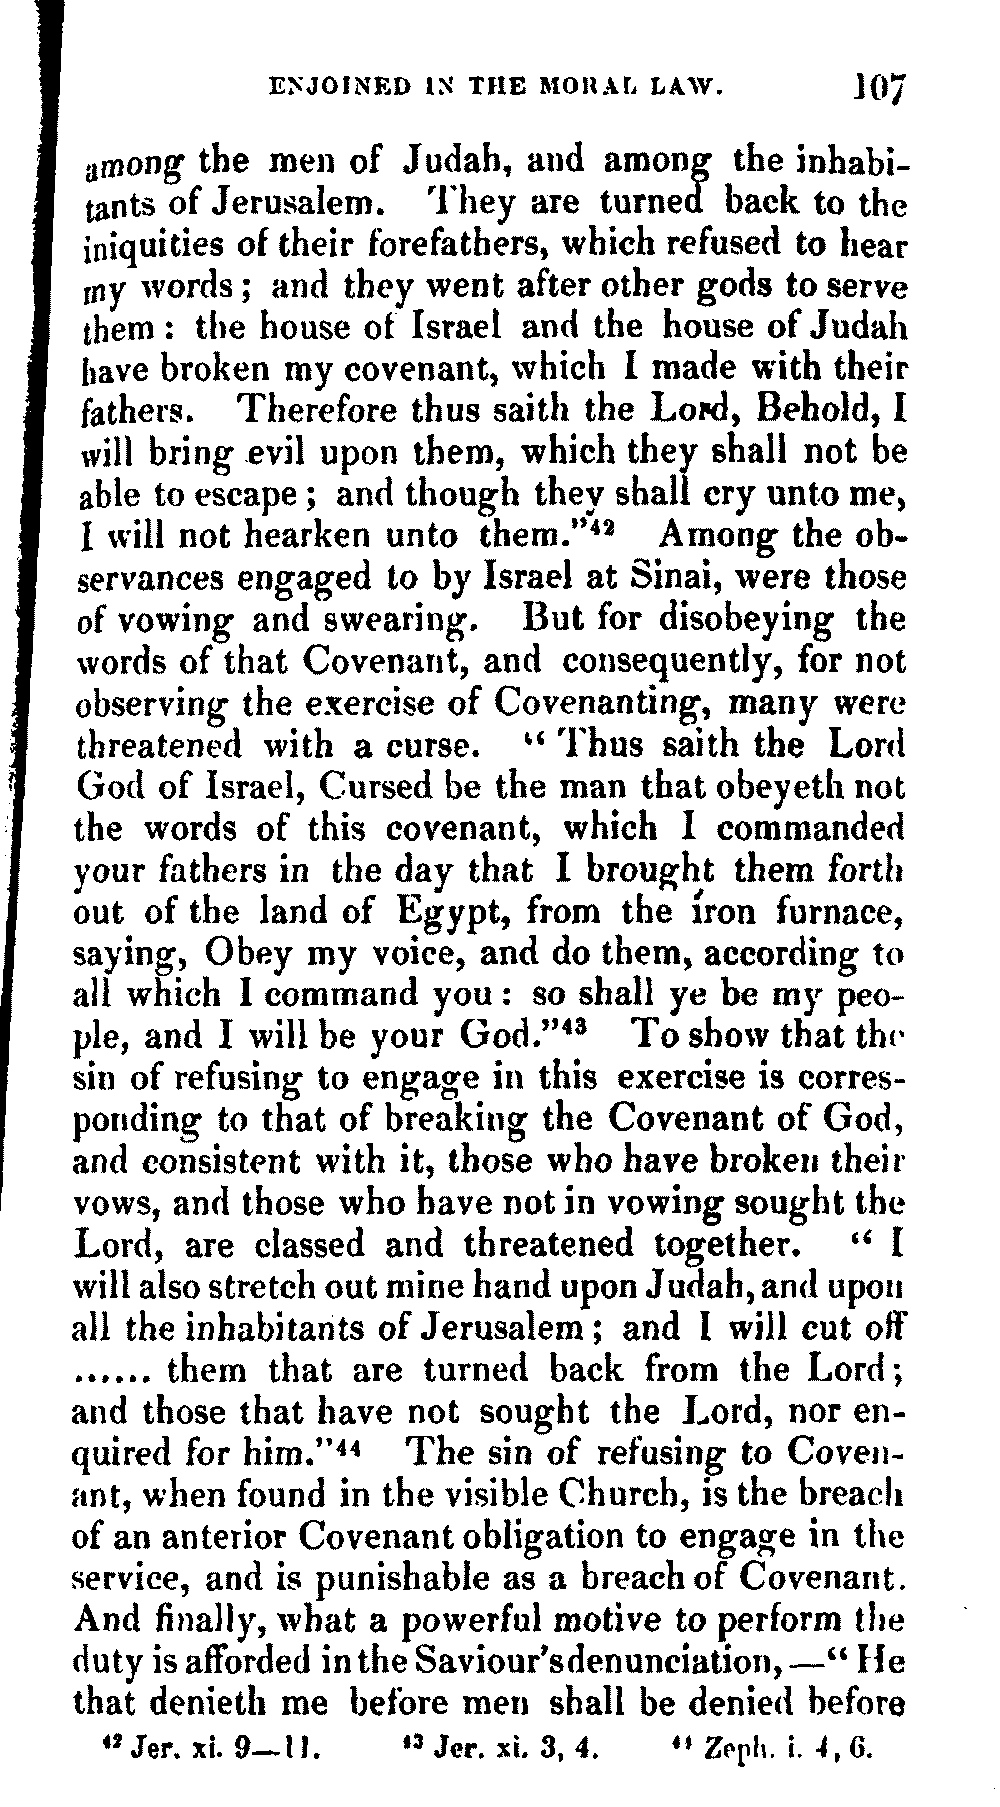 ENJOINED IN THE MORAL LAW. 107
among the men of Judah, and among the inhabi-
tants of Jerusalem. They are turned back to the
iniquities of their forefathers, which refused to hear
my words; and they went after other gods to serve
them: the house of Israel and the house of Judah
have broken my covenant, which I made with their
fathers. Therefore thus saith the Lord, Behold, I
will bring evil upon them, which they shall not be
able to escape; and though they shall cry unto me,
I will not hearken unto them."42 Among the ob-
servances engaged to by Israel at Sinai, were those
of vowing and swearing. But for disobeying the
words of that Covenant, and consequently, for not
observing the exercise of Covenanting, many were
threatened with a curse. "Thus saith the Lord
God of Israel, Cursed be the man that obeyeth not
the words of this covenant, which I commanded
your fathers in the day that I brought them forth
out of the land of Egypt, from the iron furnace,
saying, Obey my voice, and do them, according to
all which I command you: so shall ye be my peo-
ple, and I will be your God."43 To show that the
sin of refusing to engage in this exercise is corres-
ponding to that of breaking the Covenant of God,
and consistent with it, those who have broken their
vows, and those who have not in vowing sought the
Lord, are classed and threatened together. "I
will also stretch out mine hand upon Judah, and upon
all the inhabitants of Jerusalem; and I will cut off
...... them that are turned back from the Lord;
and those that have not sought the Lord, nor en-
quired for him."44 The sin of refusing to Coven-
ant, when found in the visible Church, is the breach
of an anterior Covenant obligation to engage in the
service, and is punishable as a breach of Covenant.
And finally, what a powerful motive to perform the
duty is afforded in the Saviour's denunciation,—"He
that denieth me before men shall be denied before
42 Jer. xi. 9—11. 43 Jer. xi. 3, 4. 44 Zeph. i. 4, 6.